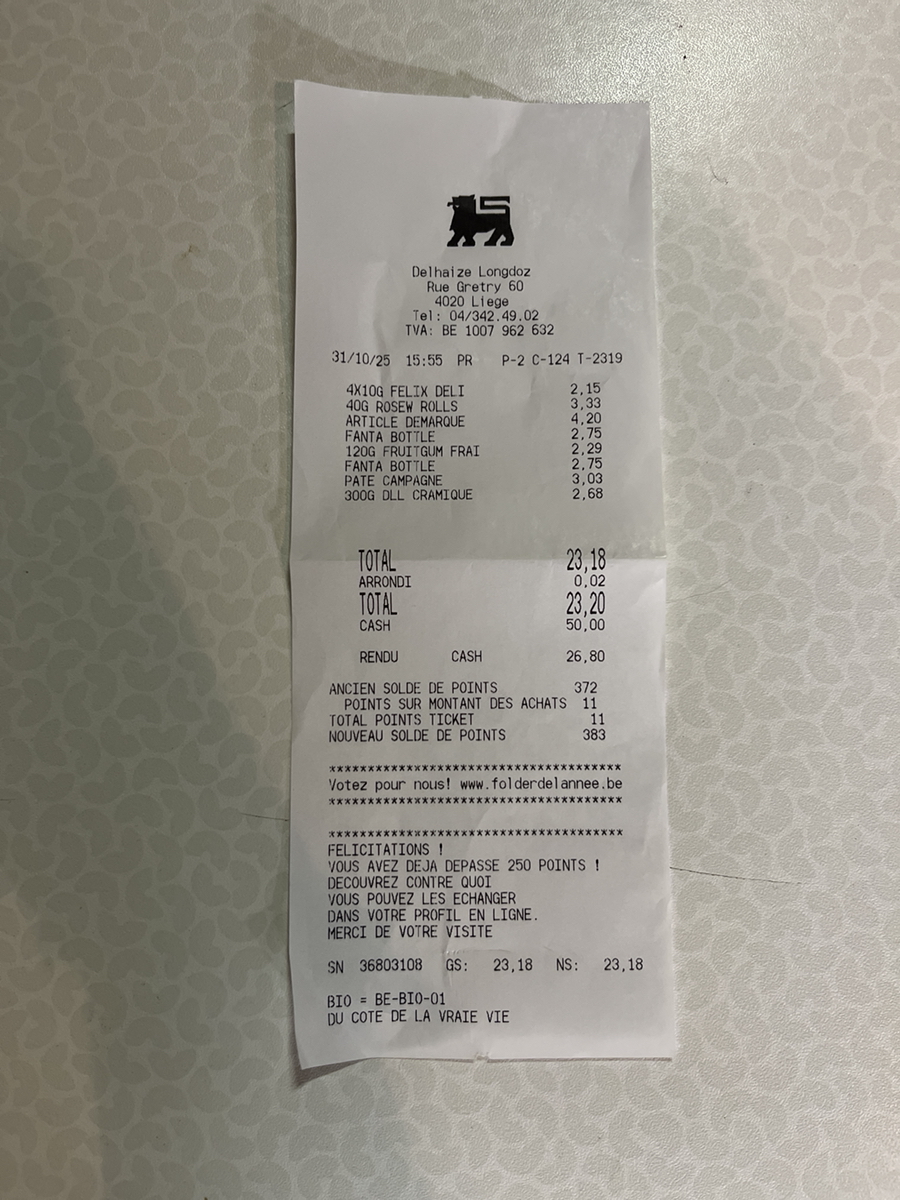 Delhaize Longdoz
Rue Gretry 60
4020 Liege
Tel: 04/342.49.02
TVA: BE 1007 962 632
31/10/25 15:55 PR P-2 C-124 T-2319
4X10G FELIX DELI 2,15
40G ROSEW ROLLS 3,33
ARTICLE DEMARQUE 4,20
FANTA BOTTLE 2,75
120G FRUITGUM FRAI 2,29
FANTA BOTTLE 2,75
PATE CAMPAGNE 3,03
300G DLL CRAMIQUE 2,68
TOTAL 23,18
ARRONDI 0,02
TOTAL 23,20
CASH 50,00
RENDU CASH 26,80
ANCIEN SOLDE DE POINTS 372
POINTS SUR MONTANT DES ACHATS 11
TOTAL POINTS TICKET 11
NOUVEAU SOLDE DE POINTS 383
**************************************
Votez pour nous! www.folderdelannee.be
**************************************
**************************************
FELICITATIONS !
VOUS AVEZ DEJA DEPASSE 250 POINTS !
DECOUVREZ CONTRE QUOI
VOUS POUVEZ LES ECHANGER
DANS VOTRE PROFIL EN LIGNE.
MERCI DE VOTRE VISITE
SN 36803108 GS: 23,18 NS: 23,18
BIO = BE-BIO-01
DU COTE DE LA VRAIE VIE